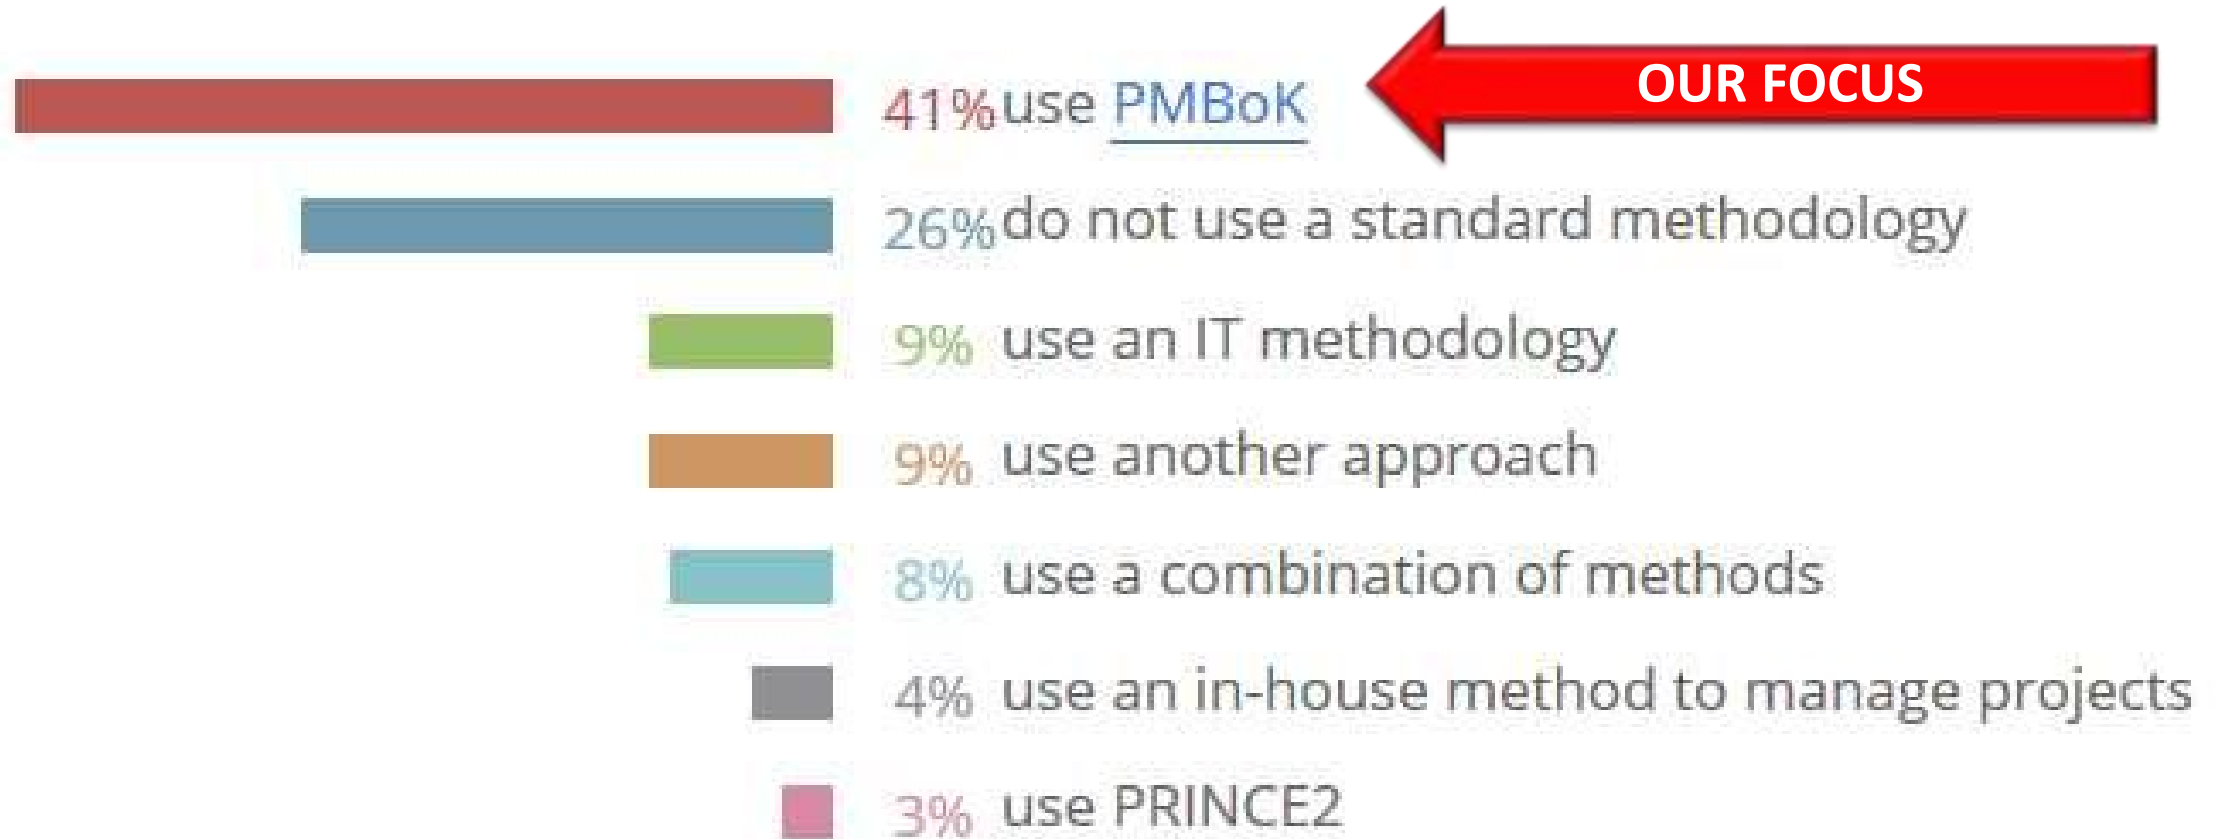 41% use PMBoK
OUR FOCUS
26% do not use a standard methodology
9% use an IT methodology
9% use another approach
8% use a combination of methods
4% use an in-house method to manage projects
3% use PRINCE2